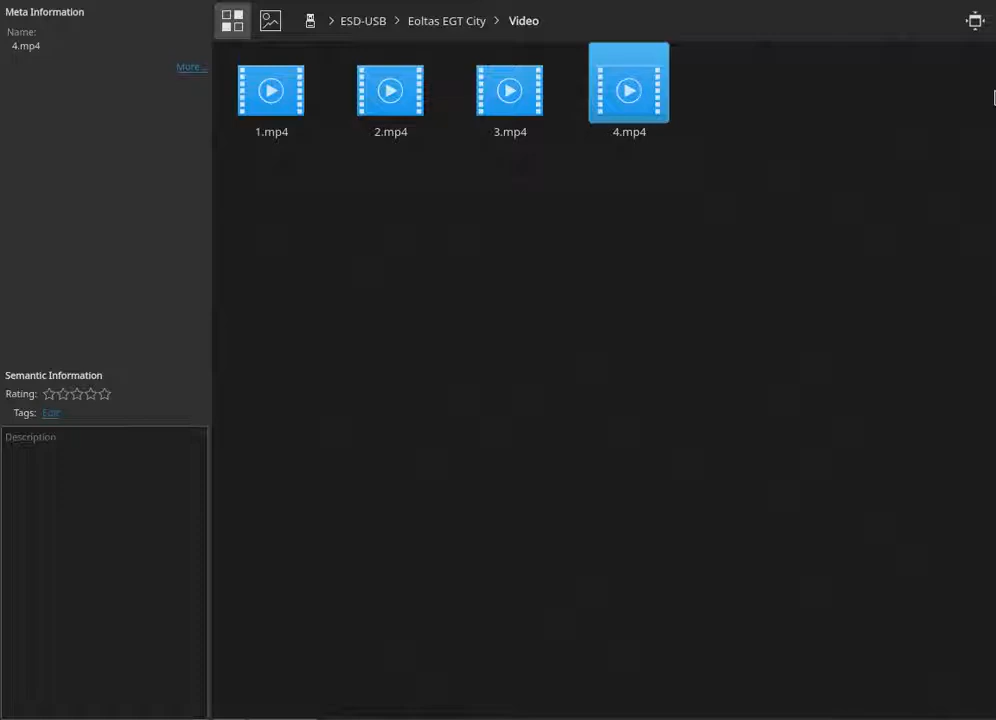 Meta Information
Name:
4.mp4
More...
ESD-USB > Eoltas EGT City > Video
1.mp4
2.mp4
3.mp4
4.mp4
Semantic Information
Rating:
Tags: Edit
Description